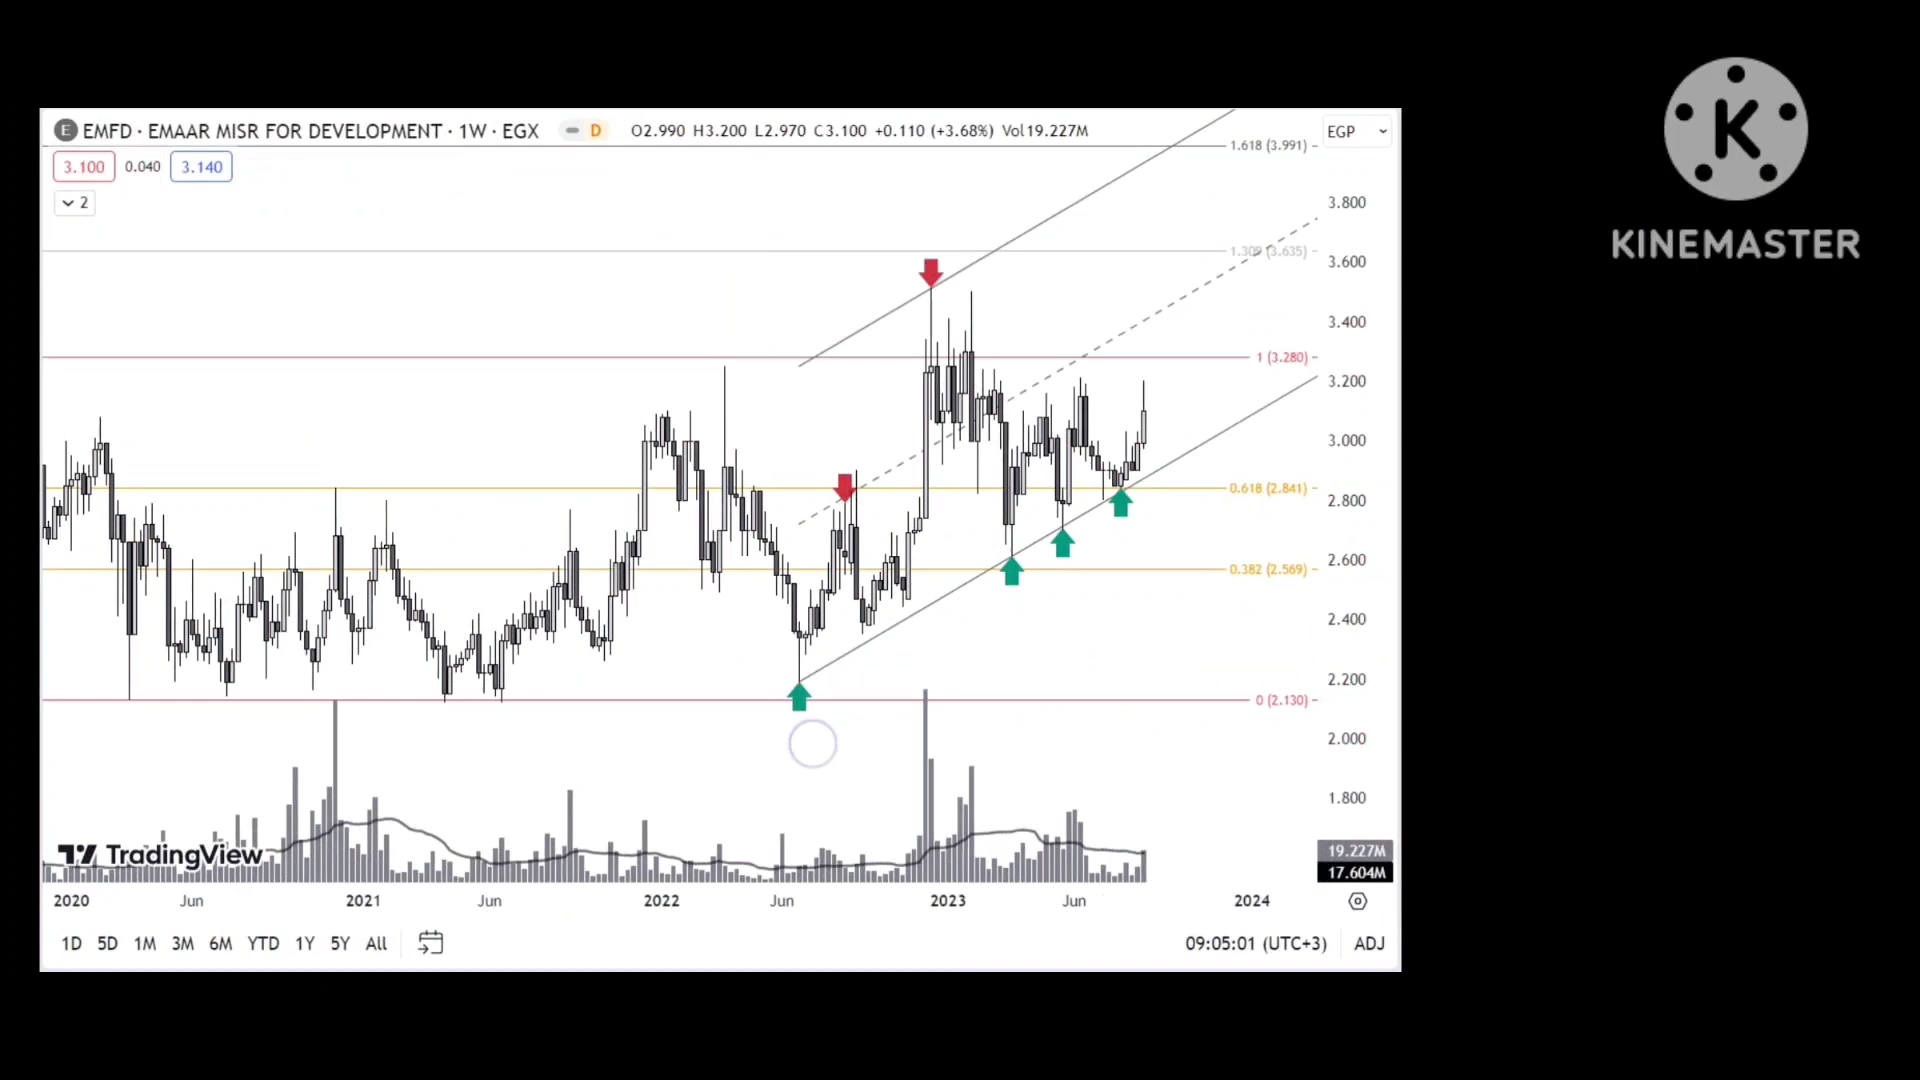 E EMFD · EMAAR MISR FOR DEVELOPMENT · 1W · EGX D O2.990 H3.200 L2.970 C3.100 +0.110 (+3.68%) Vol19.227M EGP
3.100 0.040 3.140
2
1.618 (3.991)
3.800
1.309 (3.635)
3.600
3.400
1 (3.280)
3.200
3.000
0.618 (2.841)
2.800
2.600
0.382 (2.569)
2.400
2.200
0 (2.130)
2.000
1.800
TradingView
19.227M
17.604M
2020 Jun 2021 Jun 2022 Jun 2023 Jun 2024
1D 5D 1M 3M 6M YTD 1Y 5Y All 09:05:01 (UTC+3) ADJ
K
KINEMASTER